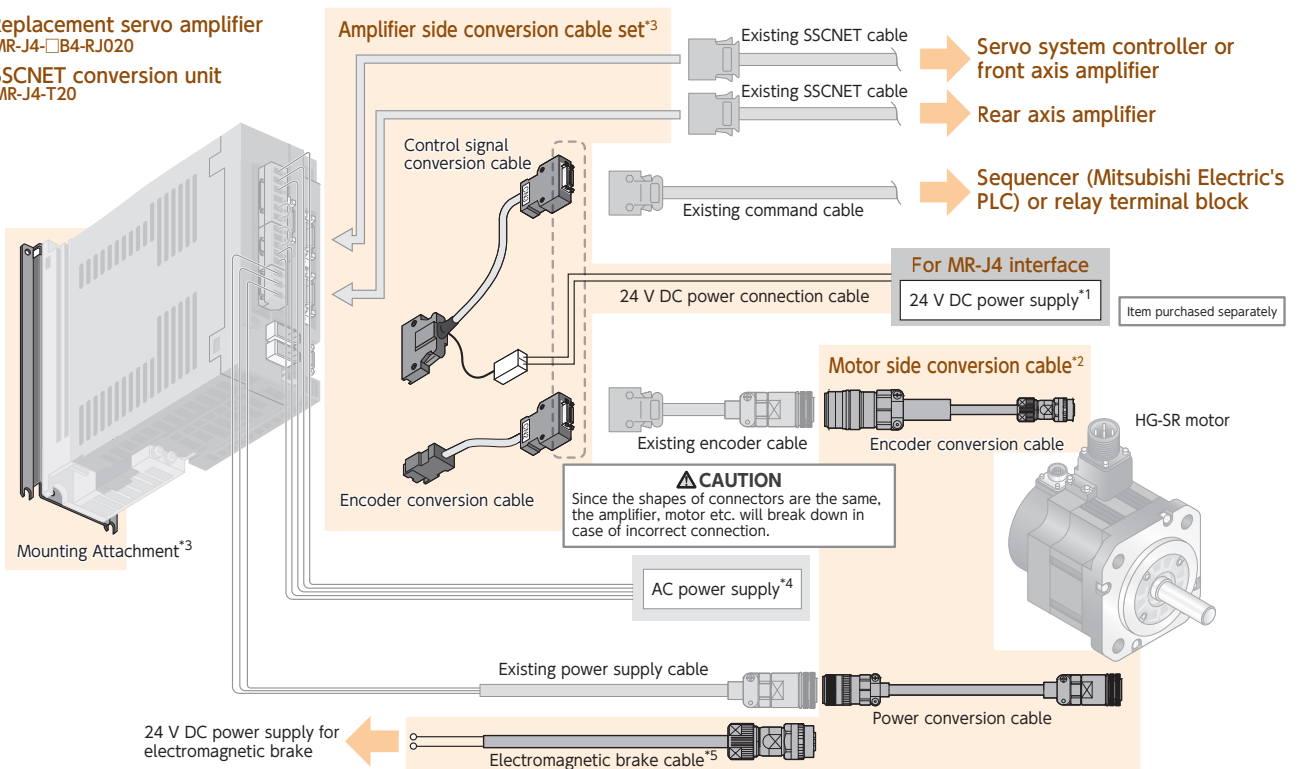 Replacement servo amplifier
MR-J4-□B4-RJ020
SSCNET conversion unit
MR-J4-T20
Amplifier side conversion cable set*3
Existing SSCNET cable
Servo system controller or
front axis amplifier
Existing SSCNET cable
Rear axis amplifier
Control signal
conversion cable
Existing command cable
Sequencer (Mitsubishi Electric's
PLC) or relay terminal block
For MR-J4 interface
24 V DC power connection cable
24 V DC power supply*1
Item purchased separately
Motor side conversion cable*2
HG-SR motor
Existing encoder cable
Encoder conversion cable
Encoder conversion cable
⚠CAUTION
Since the shapes of connectors are the same,
the amplifier, motor etc. will break down in
case of incorrect connection.
Mounting Attachment*3
AC power supply*4
Existing power supply cable
Power conversion cable
24 V DC power supply for
electromagnetic brake
Electromagnetic brake cable*5